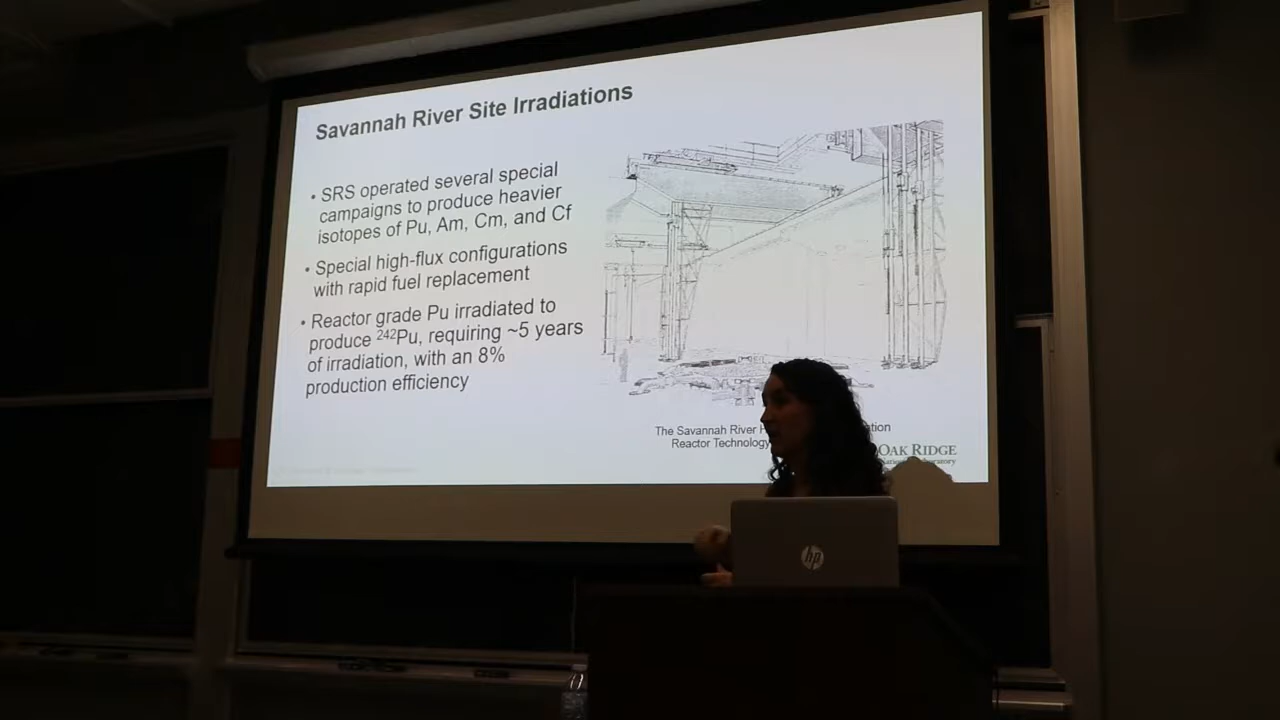 Savannah River Site Irradiations
• SRS operated several special
campaigns to produce heavier
isotopes of Pu, Am, Cm, and Cf
• Special high-flux configurations
with rapid fuel replacement
• Reactor grade Pu irradiated to
produce ²⁴²Pu, requiring ~5 years
of irradiation, with an 8%
production efficiency
The Savannah River
Reactor Technology
OAK RIDGE
National Laboratory
hp